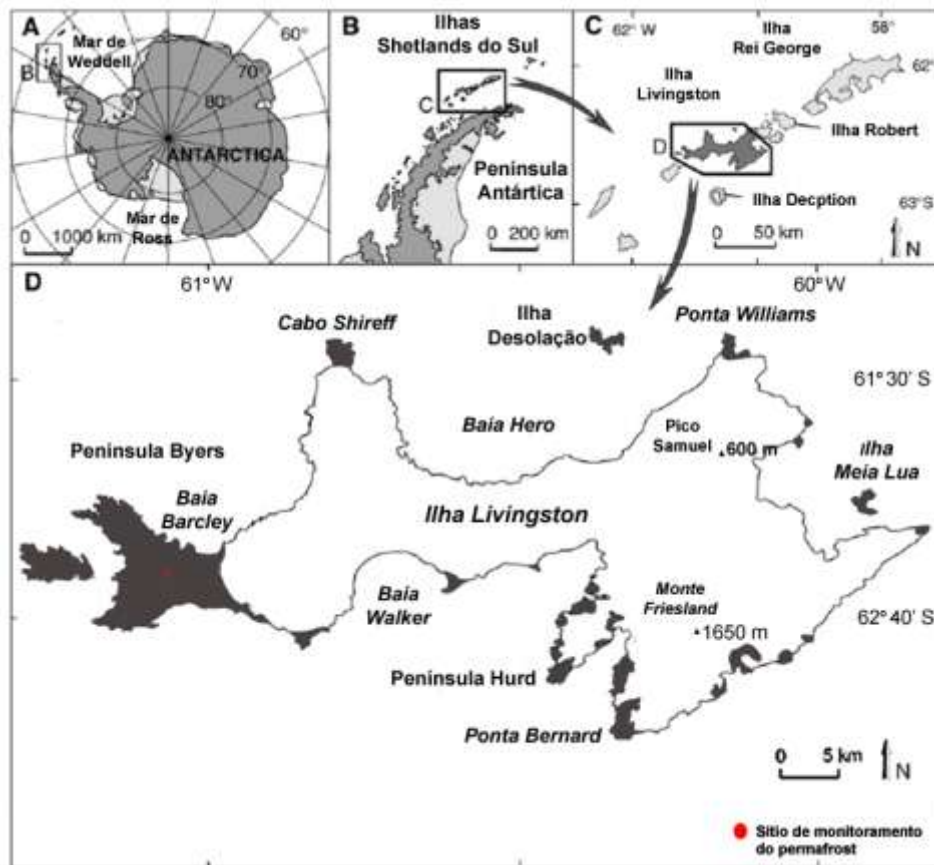 A
Mar de
Weddell
60°
70°
80°
B
ANTARCTICA
Mar de
Ross
0 1000 km
B
Ilhas
Shetlands do Sul
C
Peninsula
Antártica
0 200 km
C
62° W
58°
Ilha
Rei George
62°
Ilha
Livingston
D
Ilha Robert
Ilha Decption
63°S
0 50 km
N
D
61°W
60°W
Cabo Shireff
Ilha
Desolação
Ponta Williams
61° 30' S
Baia Hero
Pico
Samuel
600 m
Ilha
Meia Lua
Peninsula Byers
Baia
Barcley
Ilha Livingston
Baia
Walker
Monte
Friesland
1650 m
62° 40' S
Peninsula Hurd
Ponta Bernard
0 5 km
N
Sítio de monitoramento
do permafrost